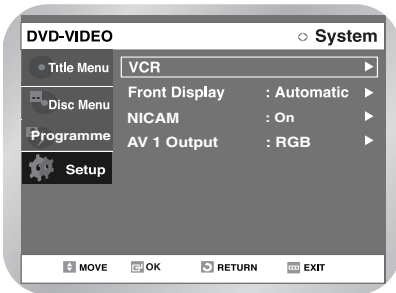 DVD-VIDEO System
Title Menu
VCR
Disc Menu
Front Display : Automatic
NICAM : On
Programme
AV 1 Output : RGB
Setup
MOVE OK RETURN EXIT